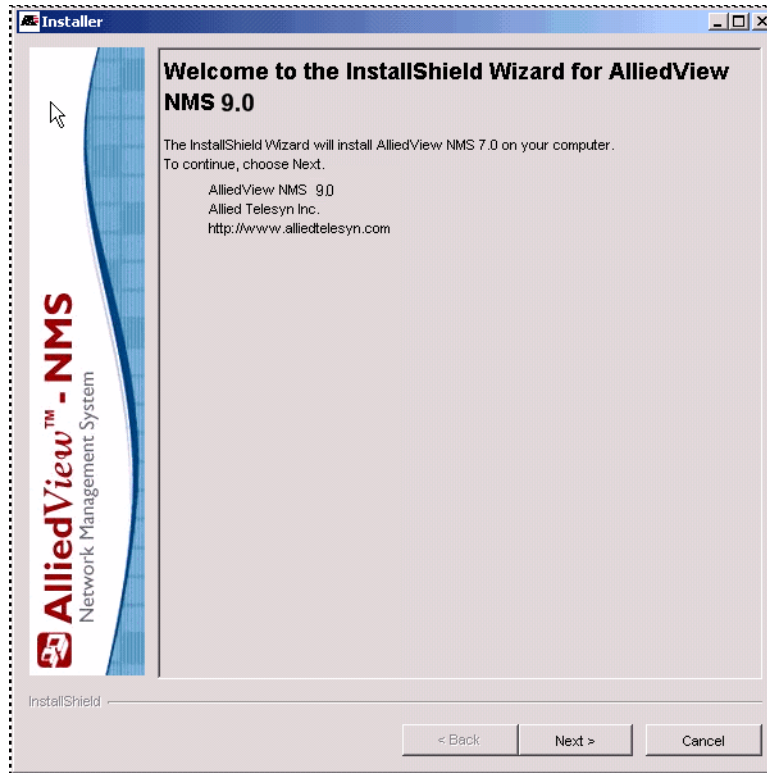 Installer
Welcome to the InstallShield Wizard for AlliedView
NMS 9.0
The InstallShield Wizard will install AlliedView NMS 7.0 on your computer.
To continue, choose Next.
AlliedView NMS 9.0
Allied Telesyn Inc.
http://www.alliedtelesyn.com
AlliedView™ - NMS
Network Management System
InstallShield
< Back
Next >
Cancel